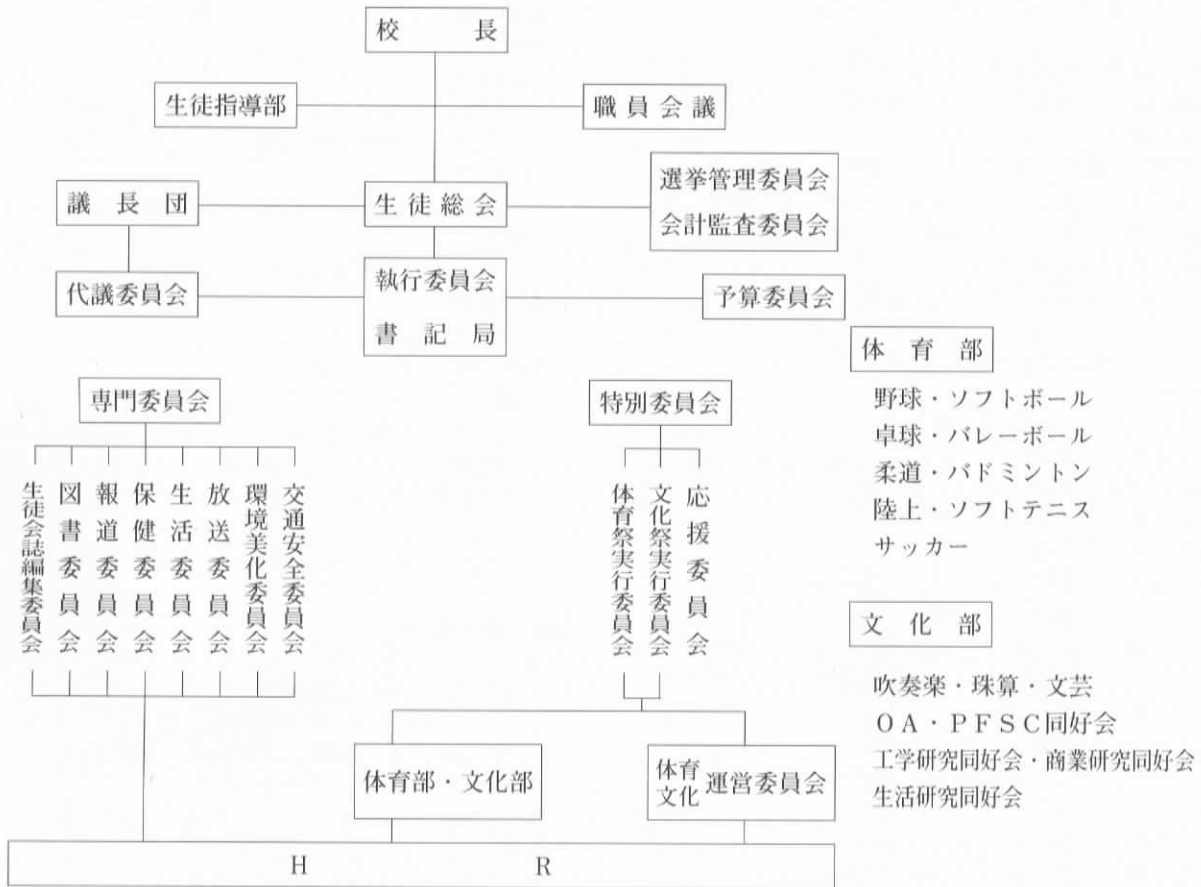 校長
生徒指導部
職員会議
選挙管理委員会
会計監査委員会
議長団
生徒総会
代議委員会
執行委員会
書記局
予算委員会
体育部
野球・ソフトボール
卓球・バレーボール
柔道・バドミントン
陸上・ソフトテニス
サッカー
専門委員会
特別委員会
生徒会誌編集委員会
図書委員会
報道委員会
保健委員会
生活委員会
放送委員会
環境美化委員会
交通安全委員会
体育祭実行委員会
文化祭実行委員会
応援委員会
文化部
吹奏楽・珠算・文芸
OA・PFSC同好会
工学研究同好会・商業研究同好会
生活研究同好会
体育部・文化部
体育文化運営委員会
HR